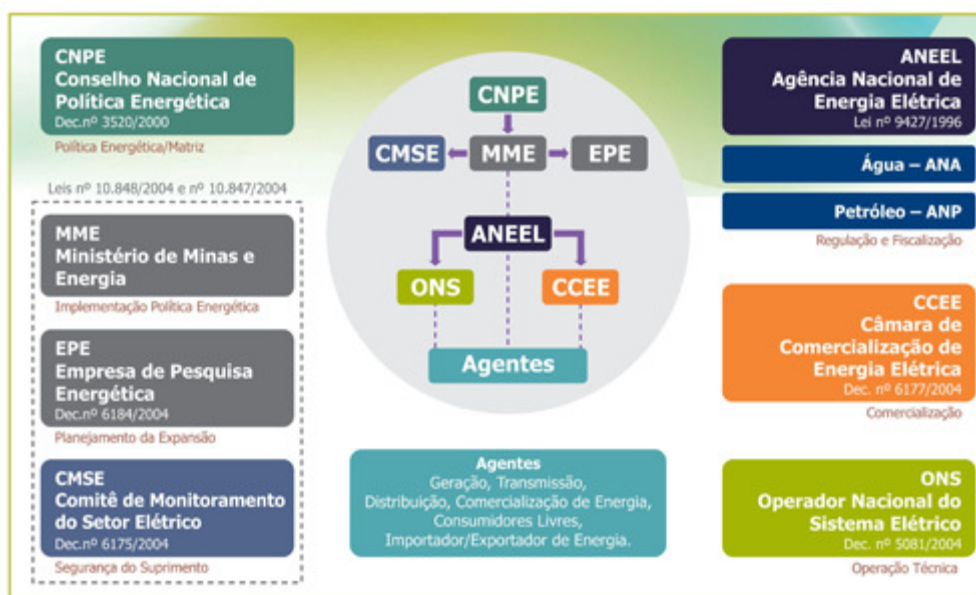 CNPE
Conselho Nacional de
Política Energética
Dec.nº 3520/2000
Política Energética/Matriz
Leis nº 10.848/2004 e nº 10.847/2004
MME
Ministério de Minas e
Energia
Implementação Política Energética
EPE
Empresa de Pesquisa
Energética
Dec.nº 6184/2004
Planejamento da Expansão
CMSE
Comitê de Monitoramento
do Setor Elétrico
Dec.nº 6175/2004
Segurança do Suprimento
CNPE
CMSE
MME
EPE
ANEEL
ONS
CCEE
Agentes
Agentes
Geração, Transmissão,
Distribuição, Comercialização de Energia,
Consumidores Livres,
Importador/Exportador de Energia.
ANEEL
Agência Nacional de
Energia Elétrica
Lei nº 9427/1996
Água – ANA
Petróleo – ANP
Regulação e Fiscalização
CCEE
Câmara de
Comercialização de
Energia Elétrica
Dec. nº 6177/2004
Comercialização
ONS
Operador Nacional do
Sistema Elétrico
Dec. nº 5081/2004
Operação Técnica